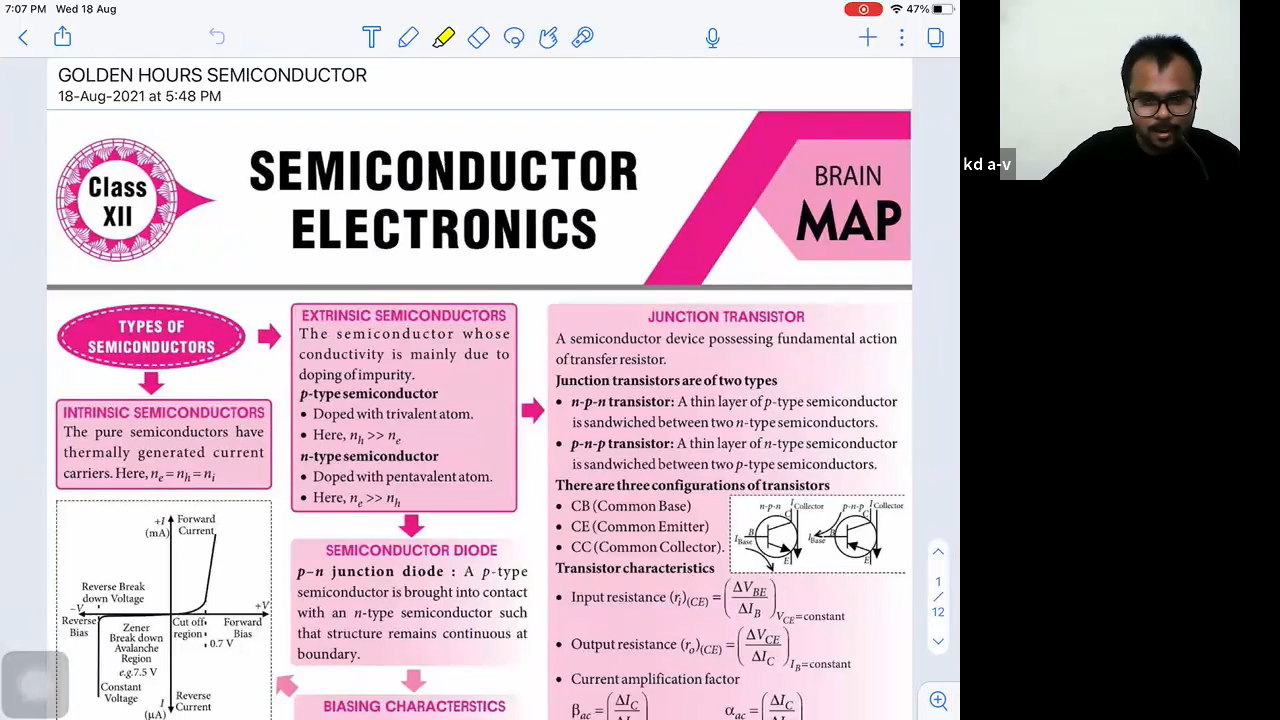 7:07 PM Wed 18 Aug
47%
GOLDEN HOURS SEMICONDUCTOR
18-Aug-2021 at 5:48 PM
Class
XII
SEMICONDUCTOR
ELECTRONICS
BRAIN
MAP
kd a-v
TYPES OF
SEMICONDUCTORS
INTRINSIC SEMICONDUCTORS
The pure semiconductors have
thermally generated current
carriers. Here, nₑ = nₕ = nᵢ
EXTRINSIC SEMICONDUCTORS
The semiconductor whose
conductivity is mainly due to
doping of impurity.
p-type semiconductor
• Doped with trivalent atom.
• Here, nₕ >> nₑ
n-type semiconductor
• Doped with pentavalent atom.
• Here, nₑ >> nₕ
SEMICONDUCTOR DIODE
p–n junction diode : A p-type
semiconductor is brought into contact
with an n-type semiconductor such
that structure remains continuous at
boundary.
BIASING CHARACTERSTICS
+I
(mA)
Forward
Current
Reverse Break
down Voltage
–V
+V
Reverse
Bias
Zener
Break down
Avalanche
Region
e.g.7.5 V
Cut off
region
Forward
Bias
0.7 V
Constant
Voltage
Reverse
Current
I
(μA)
JUNCTION TRANSISTOR
A semiconductor device possessing fundamental action
of transfer resistor.
Junction transistors are of two types
• n-p-n transistor: A thin layer of p-type semiconductor
is sandwiched between two n-type semiconductors.
• p-n-p transistor: A thin layer of n-type semiconductor
is sandwiched between two p-type semiconductors.
There are three configurations of transistors
• CB (Common Base)
• CE (Common Emitter)
• CC (Common Collector).
n-p-n I Collector p-n-p I Collector
C C
I Base B I Base B
E E
Transistor characteristics
• Input resistance (rᵢ)(CE) = (ΔV_BE / ΔI_B) V_CE = constant
• Output resistance (rₒ)(CE) = (ΔV_CE / ΔI_C) I_B = constant
• Current amplification factor
β_ac = (ΔI_C α_ac = (ΔI_C
1
/
12